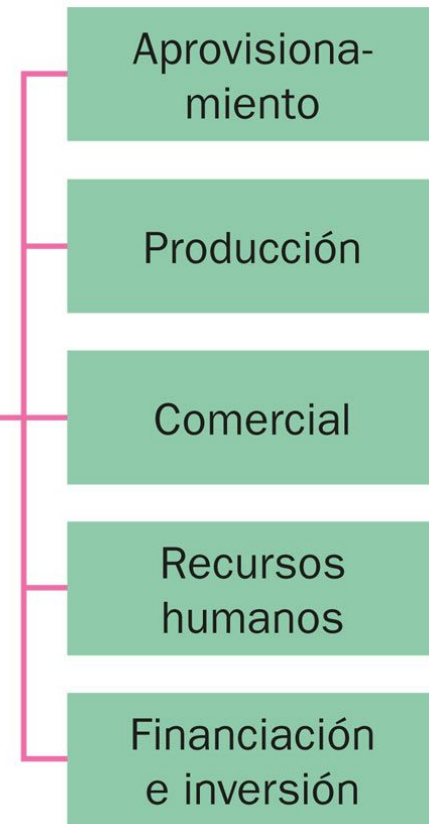 Aprovisiona-
miento
Producción
Comercial
Recursos
humanos
Financiación
e inversión